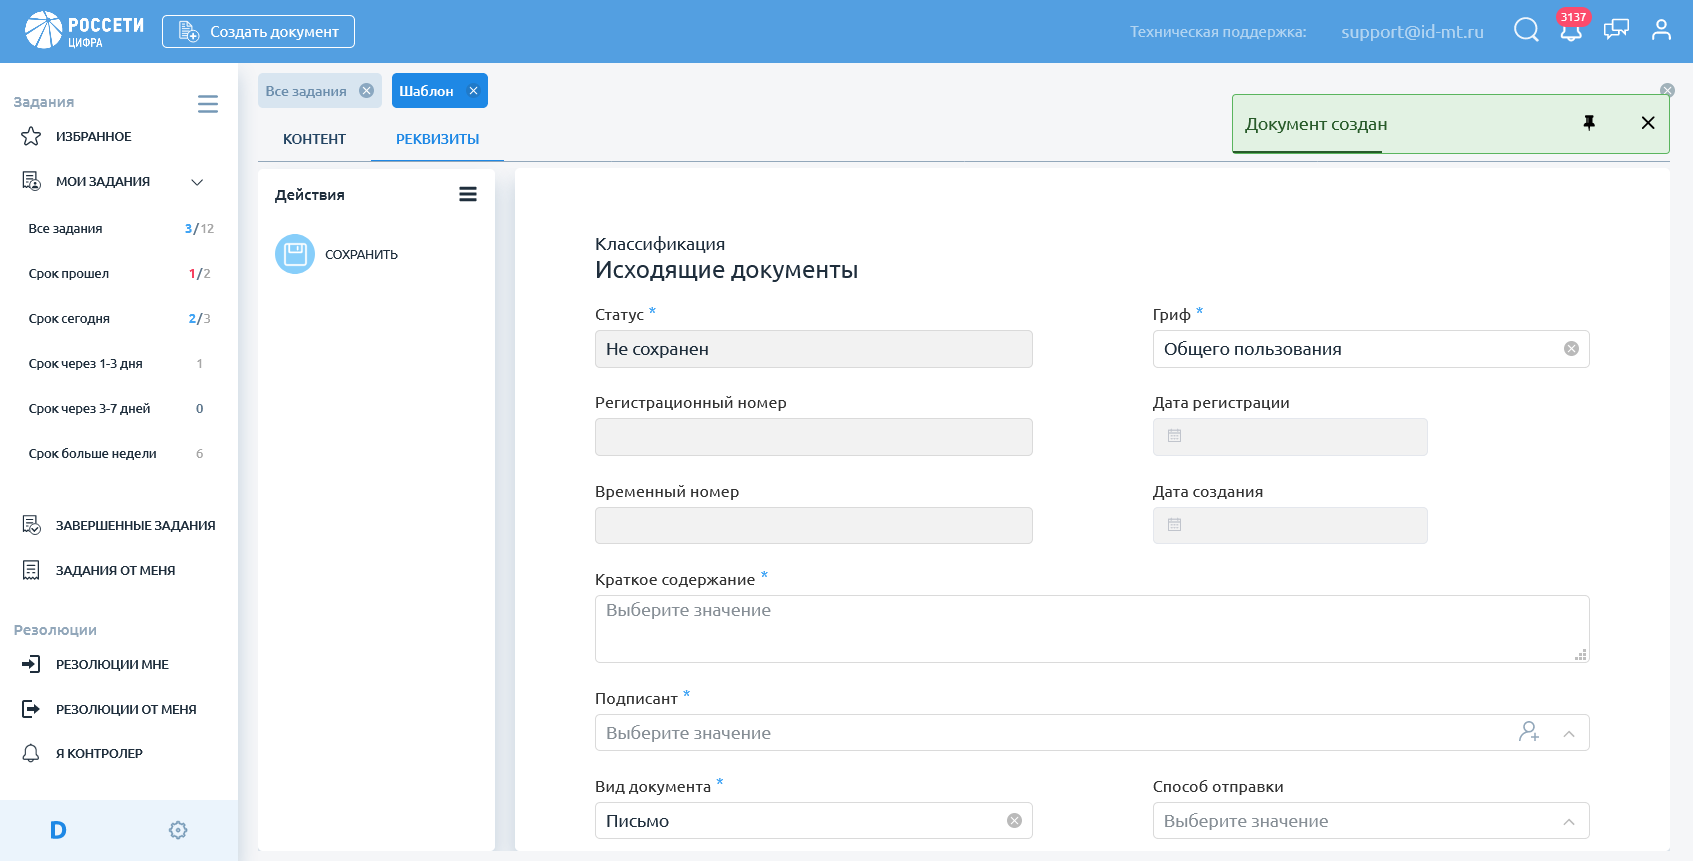 РОССЕТИ
ЦИФРА
Создать документ
Техническая поддержка:
support@id-mt.ru
3137
Задания
ИЗБРАННОЕ
МОИ ЗАДАНИЯ
Все задания 3/12
Срок прошел 1/2
Срок сегодня 2/3
Срок через 1-3 дня 1
Срок через 3-7 дней 0
Срок больше недели 6
ЗАВЕРШЕННЫЕ ЗАДАНИЯ
ЗАДАНИЯ ОТ МЕНЯ
Резолюции
РЕЗОЛЮЦИИ МНЕ
РЕЗОЛЮЦИИ ОТ МЕНЯ
Я КОНТРОЛЕР
D
Все задания
Шаблон
КОНТЕНТ
РЕКВИЗИТЫ
Документ создан
Действия
СОХРАНИТЬ
Классификация
Исходящие документы
Статус *
Не сохранен
Гриф *
Общего пользования
Регистрационный номер
Дата регистрации
Временный номер
Дата создания
Краткое содержание *
Выберите значение
Подписант *
Выберите значение
Вид документа *
Письмо
Способ отправки
Выберите значение